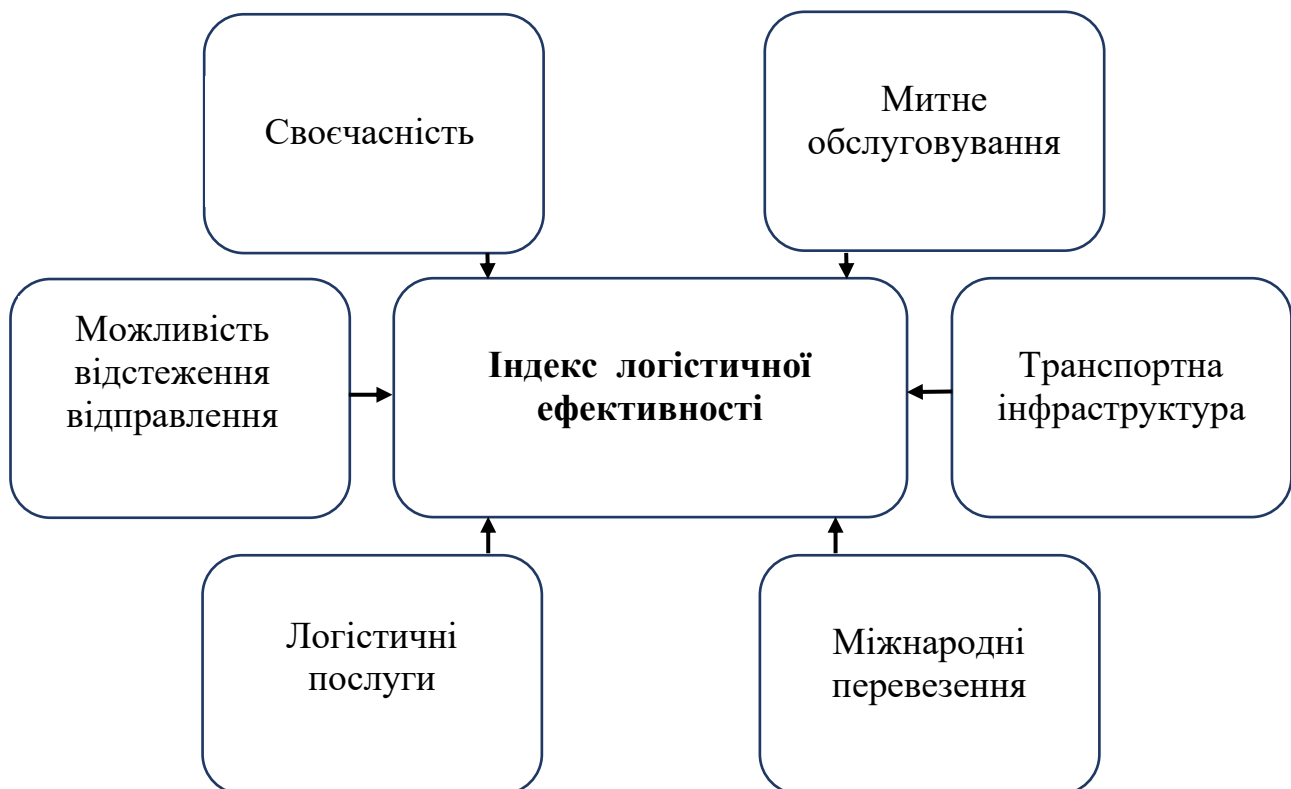 Своєчасність
Митне
обслуговування
Можливість
відстеження
відправлення
Індекс логістичної
ефективності
Транспортна
інфраструктура
Логістичні
послуги
Міжнародні
перевезення